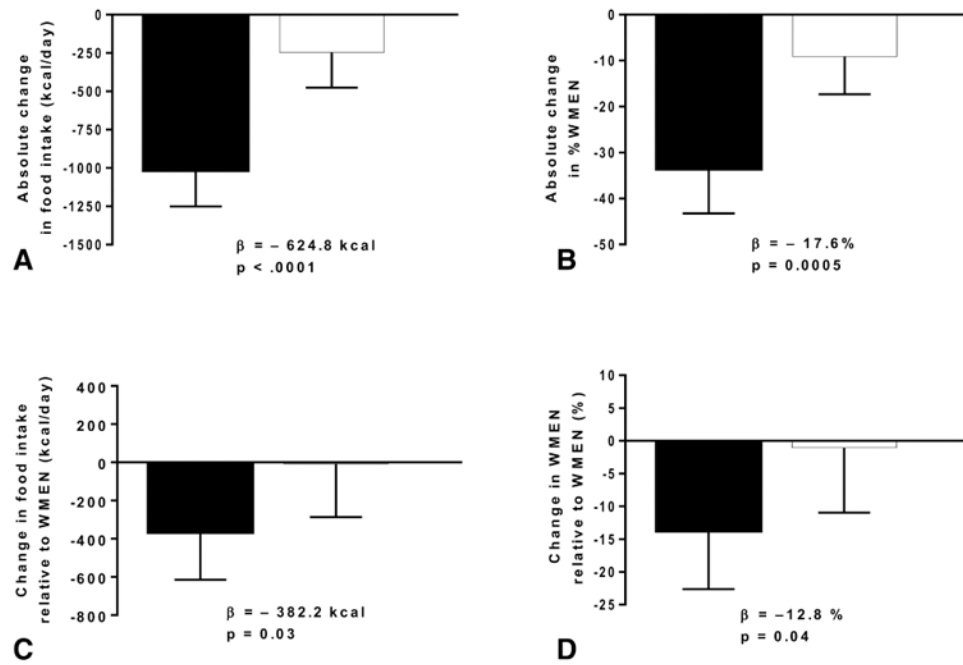 Absolute change
in food intake (kcal/day)
0
-250
-500
-750
-1000
-1250
-1500
β = – 624.8 kcal
p < .0001
A
Absolute change
in %WMEN
0
-10
-20
-30
-40
-50
β = – 17.6%
p = 0.0005
B
Change in food intake
relative to WMEN (kcal/day)
400
200
0
-200
-400
-600
-800
β = – 382.2 kcal
p = 0.03
C
Change in WMEN
relative to WMEN (%)
10
5
0
-5
-10
-15
-20
-25
β = –12.8 %
p = 0.04
D